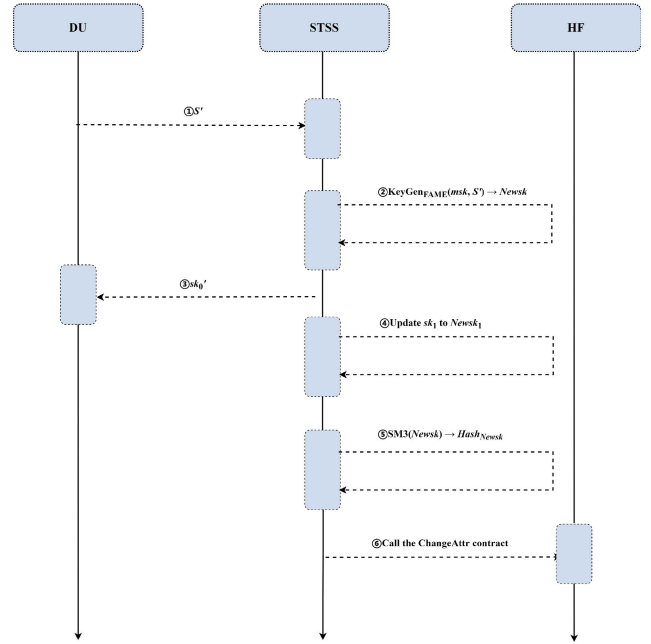 DU
STSS
HF
①S'
②KeyGenFAME(msk, S') → Newsk
③sk0'
④Update sk1 to Newsk1
⑤SM3(Newsk) → HashNewsk
⑥Call the ChangeAttr contract